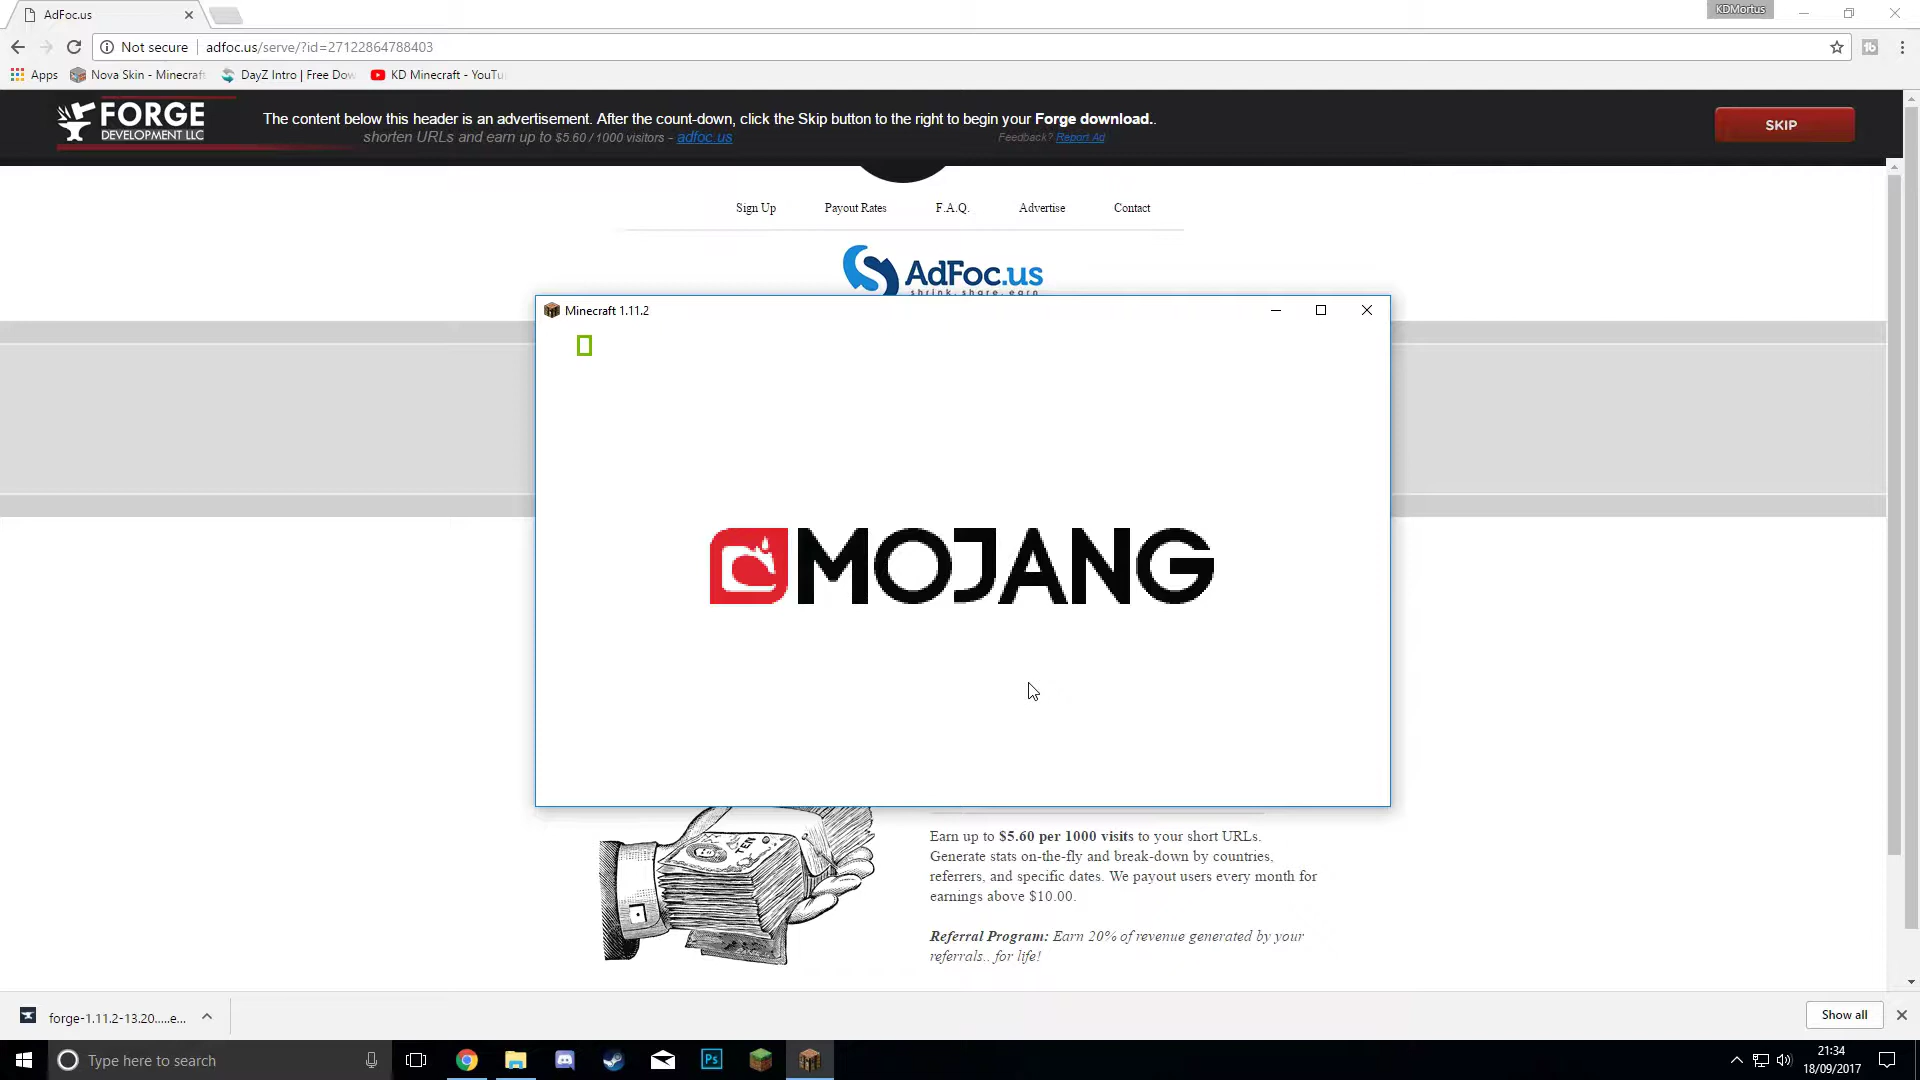 AdFoc.us
KDMortus
Not secure
adfoc.us/serve/?id=27122864788403
Apps
Nova Skin - Minecraft
DayZ Intro | Free Dow
KD Minecraft - YouTu
FORGE
DEVELOPMENT LLC
The content below this header is an advertisement. After the count-down, click the Skip button to the right to begin your Forge download..
shorten URLs and earn up to $5.60 / 1000 visitors - adfoc.us
Feedback? Report Ad
SKIP
Sign Up
Payout Rates
F.A.Q.
Advertise
Contact
AdFoc.us
shrink. share. earn
Minecraft 1.11.2
MOJANG
TEN
Earn up to $5.60 per 1000 visits to your short URLs.
Generate stats on-the-fly and break-down by countries,
referrers, and specific dates. We payout users every month for
earnings above $10.00.
Referral Program: Earn 20% of revenue generated by your
referrals.. for life!
forge-1.11.2-13.20.....e...
Show all
Type here to search
Ps
21:34
18/09/2017